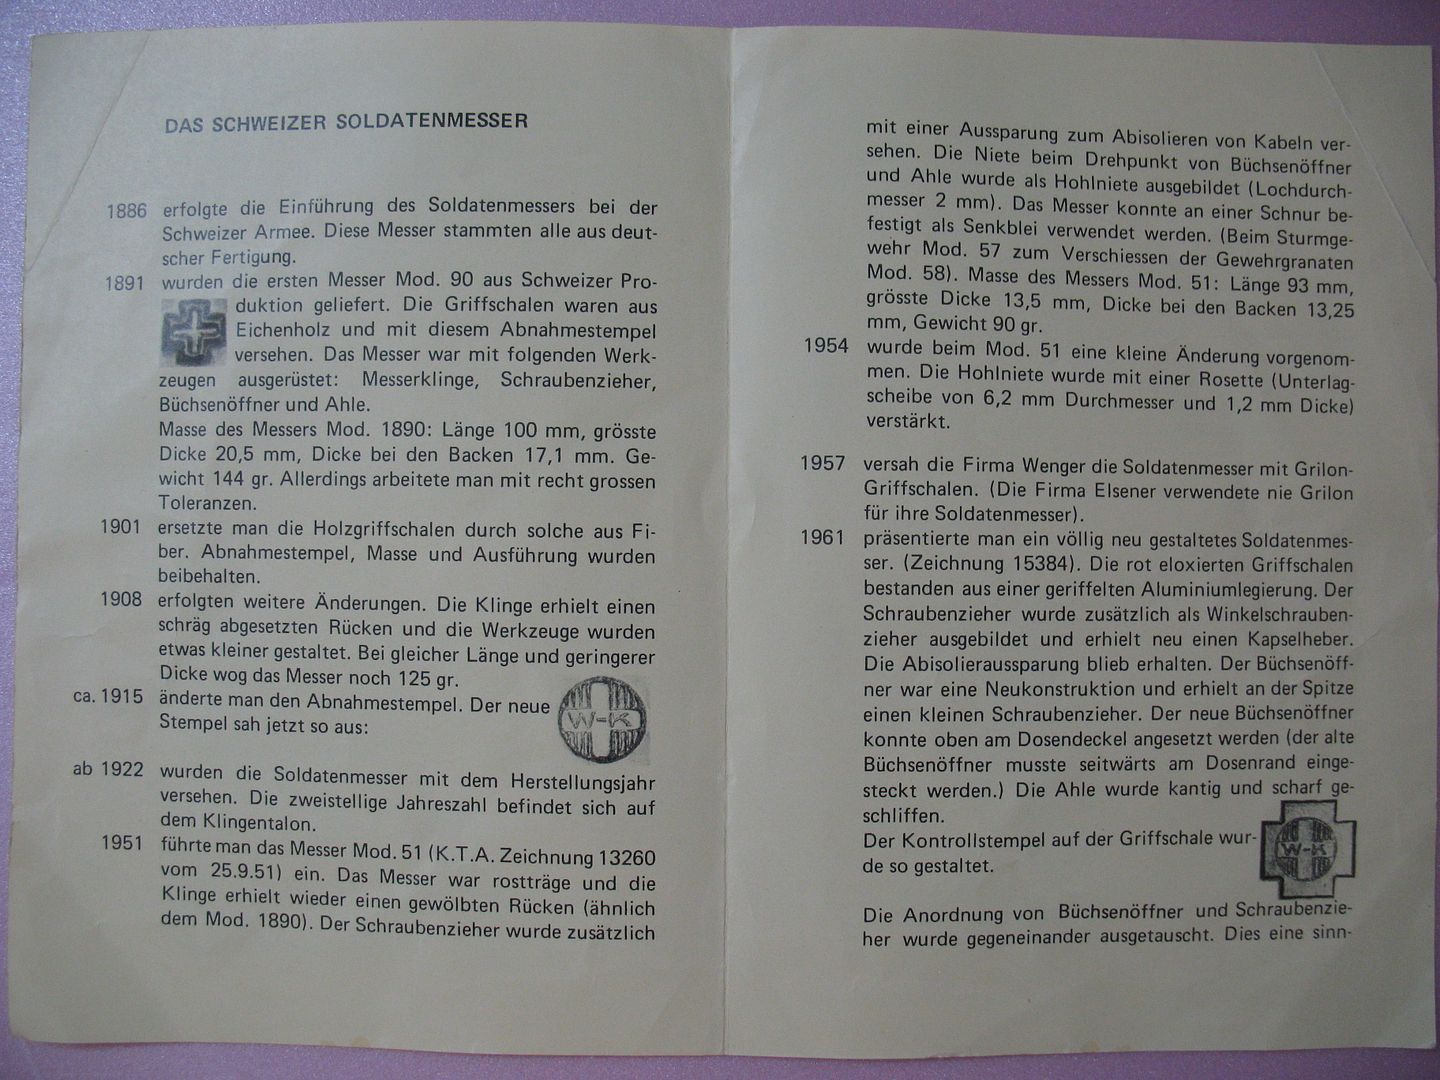 DAS SCHWEIZER SOLDATENMESSER
1886 erfolgte die Einführung des Soldatenmessers bei der
Schweizer Armee. Diese Messer stammten alle aus deut-
scher Fertigung.
1891 wurden die ersten Messer Mod. 90 aus Schweizer Pro-
duktion geliefert. Die Griffschalen waren aus
Eichenholz und mit diesem Abnahmestempel
versehen. Das Messer war mit folgenden Werk-
zeugen ausgerüstet: Messerklinge, Schraubenzieher,
Büchsenöffner und Ahle.
Masse des Messers Mod. 1890: Länge 100 mm, grösste
Dicke 20,5 mm, Dicke bei den Backen 17,1 mm. Ge-
wicht 144 gr. Allerdings arbeitete man mit recht grossen
Toleranzen.
1901 ersetzte man die Holzgriffschalen durch solche aus Fi-
ber. Abnahmestempel, Masse und Ausführung wurden
beibehalten.
1908 erfolgten weitere Änderungen. Die Klinge erhielt einen
schräg abgesetzten Rücken und die Werkzeuge wurden
etwas kleiner gestaltet. Bei gleicher Länge und geringerer
Dicke wog das Messer noch 125 gr.
ca. 1915 änderte man den Abnahmestempel. Der neue
Stempel sah jetzt so aus:
W-K
ab 1922 wurden die Soldatenmesser mit dem Herstellungsjahr
versehen. Die zweistellige Jahreszahl befindet sich auf
dem Klingentalon.
1951 führte man das Messer Mod. 51 (K.T.A. Zeichnung 13260
vom 25.9.51) ein. Das Messer war rostträge und die
Klinge erhielt wieder einen gewölbten Rücken (ähnlich
dem Mod. 1890). Der Schraubenzieher wurde zusätzlich
mit einer Aussparung zum Abisolieren von Kabeln ver-
sehen. Die Niete beim Drehpunkt von Büchsenöffner
und Ahle wurde als Hohlniete ausgebildet (Lochdurch-
messer 2 mm). Das Messer konnte an einer Schnur be-
festigt als Senkblei verwendet werden. (Beim Sturmge-
wehr Mod. 57 zum Verschiessen der Gewehrgranaten
Mod. 58). Masse des Messers Mod. 51: Länge 93 mm,
grösste Dicke 13,5 mm, Dicke bei den Backen 13,25
mm, Gewicht 90 gr.
1954 wurde beim Mod. 51 eine kleine Änderung vorgenom-
men. Die Hohlniete wurde mit einer Rosette (Unterlag-
scheibe von 6,2 mm Durchmesser und 1,2 mm Dicke)
verstärkt.
1957 versah die Firma Wenger die Soldatenmesser mit Grilon-
Griffschalen. (Die Firma Elsener verwendete nie Grilon
für ihre Soldatenmesser).
1961 präsentierte man ein völlig neu gestaltetes Soldatenmes-
ser. (Zeichnung 15384). Die rot eloxierten Griffschalen
bestanden aus einer geriffelten Aluminiumlegierung. Der
Schraubenzieher wurde zusätzlich als Winkelschrauben-
zieher ausgebildet und erhielt neu einen Kapselheber.
Die Abisolieraussparung blieb erhalten. Der Büchsenöff-
ner war eine Neukonstruktion und erhielt an der Spitze
einen kleinen Schraubenzieher. Der neue Büchsenöffner
konnte oben am Dosendeckel angesetzt werden (der alte
Büchsenöffner musste seitwärts am Dosenrand einge-
steckt werden.) Die Ahle wurde kantig und scharf ge-
schliffen.
Der Kontrollstempel auf der Griffschale wur-
de so gestaltet.
W-K
Die Anordnung von Büchsenöffner und Schraubenzie-
her wurde gegeneinander ausgetauscht. Dies eine sinn-